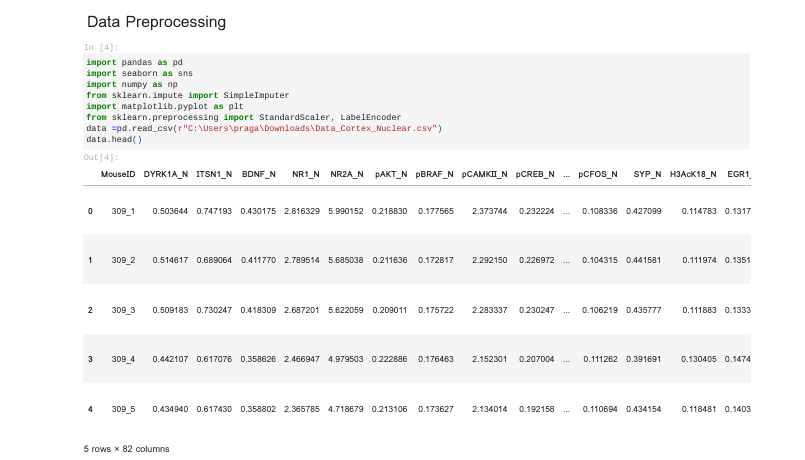 Data Preprocessing
In [4]:
import pandas as pd
import seaborn as sns
import numpy as np
from sklearn.impute import SimpleImputer
import matplotlib.pyplot as plt
from sklearn.preprocessing import StandardScaler, LabelEncoder
data =pd.read_csv(r"C:\Users\praga\Downloads\Data_Cortex_Nuclear.csv")
data.head()
Out[4]:
MouseID DYRK1A_N ITSN1_N BDNF_N NR1_N NR2A_N pAKT_N pBRAF_N pCAMKII_N pCREB_N ... pCFOS_N SYP_N H3AcK18_N EGR1_
0 309_1 0.503644 0.747193 0.430175 2.816329 5.990152 0.218830 0.177565 2.373744 0.232224 ... 0.108336 0.427099 0.114783 0.1317
1 309_2 0.514617 0.689064 0.411770 2.789514 5.685038 0.211636 0.172817 2.292150 0.226972 ... 0.104315 0.441581 0.111974 0.1351
2 309_3 0.509183 0.730247 0.418309 2.687201 5.622059 0.209011 0.175722 2.283337 0.230247 ... 0.106219 0.435777 0.111883 0.1333
3 309_4 0.442107 0.617076 0.358626 2.466947 4.979503 0.222886 0.176463 2.152301 0.207004 ... 0.111262 0.391691 0.130405 0.1474
4 309_5 0.434940 0.617430 0.358802 2.365785 4.718679 0.213106 0.173627 2.134014 0.192158 ... 0.110694 0.434154 0.118481 0.1403
5 rows × 82 columns